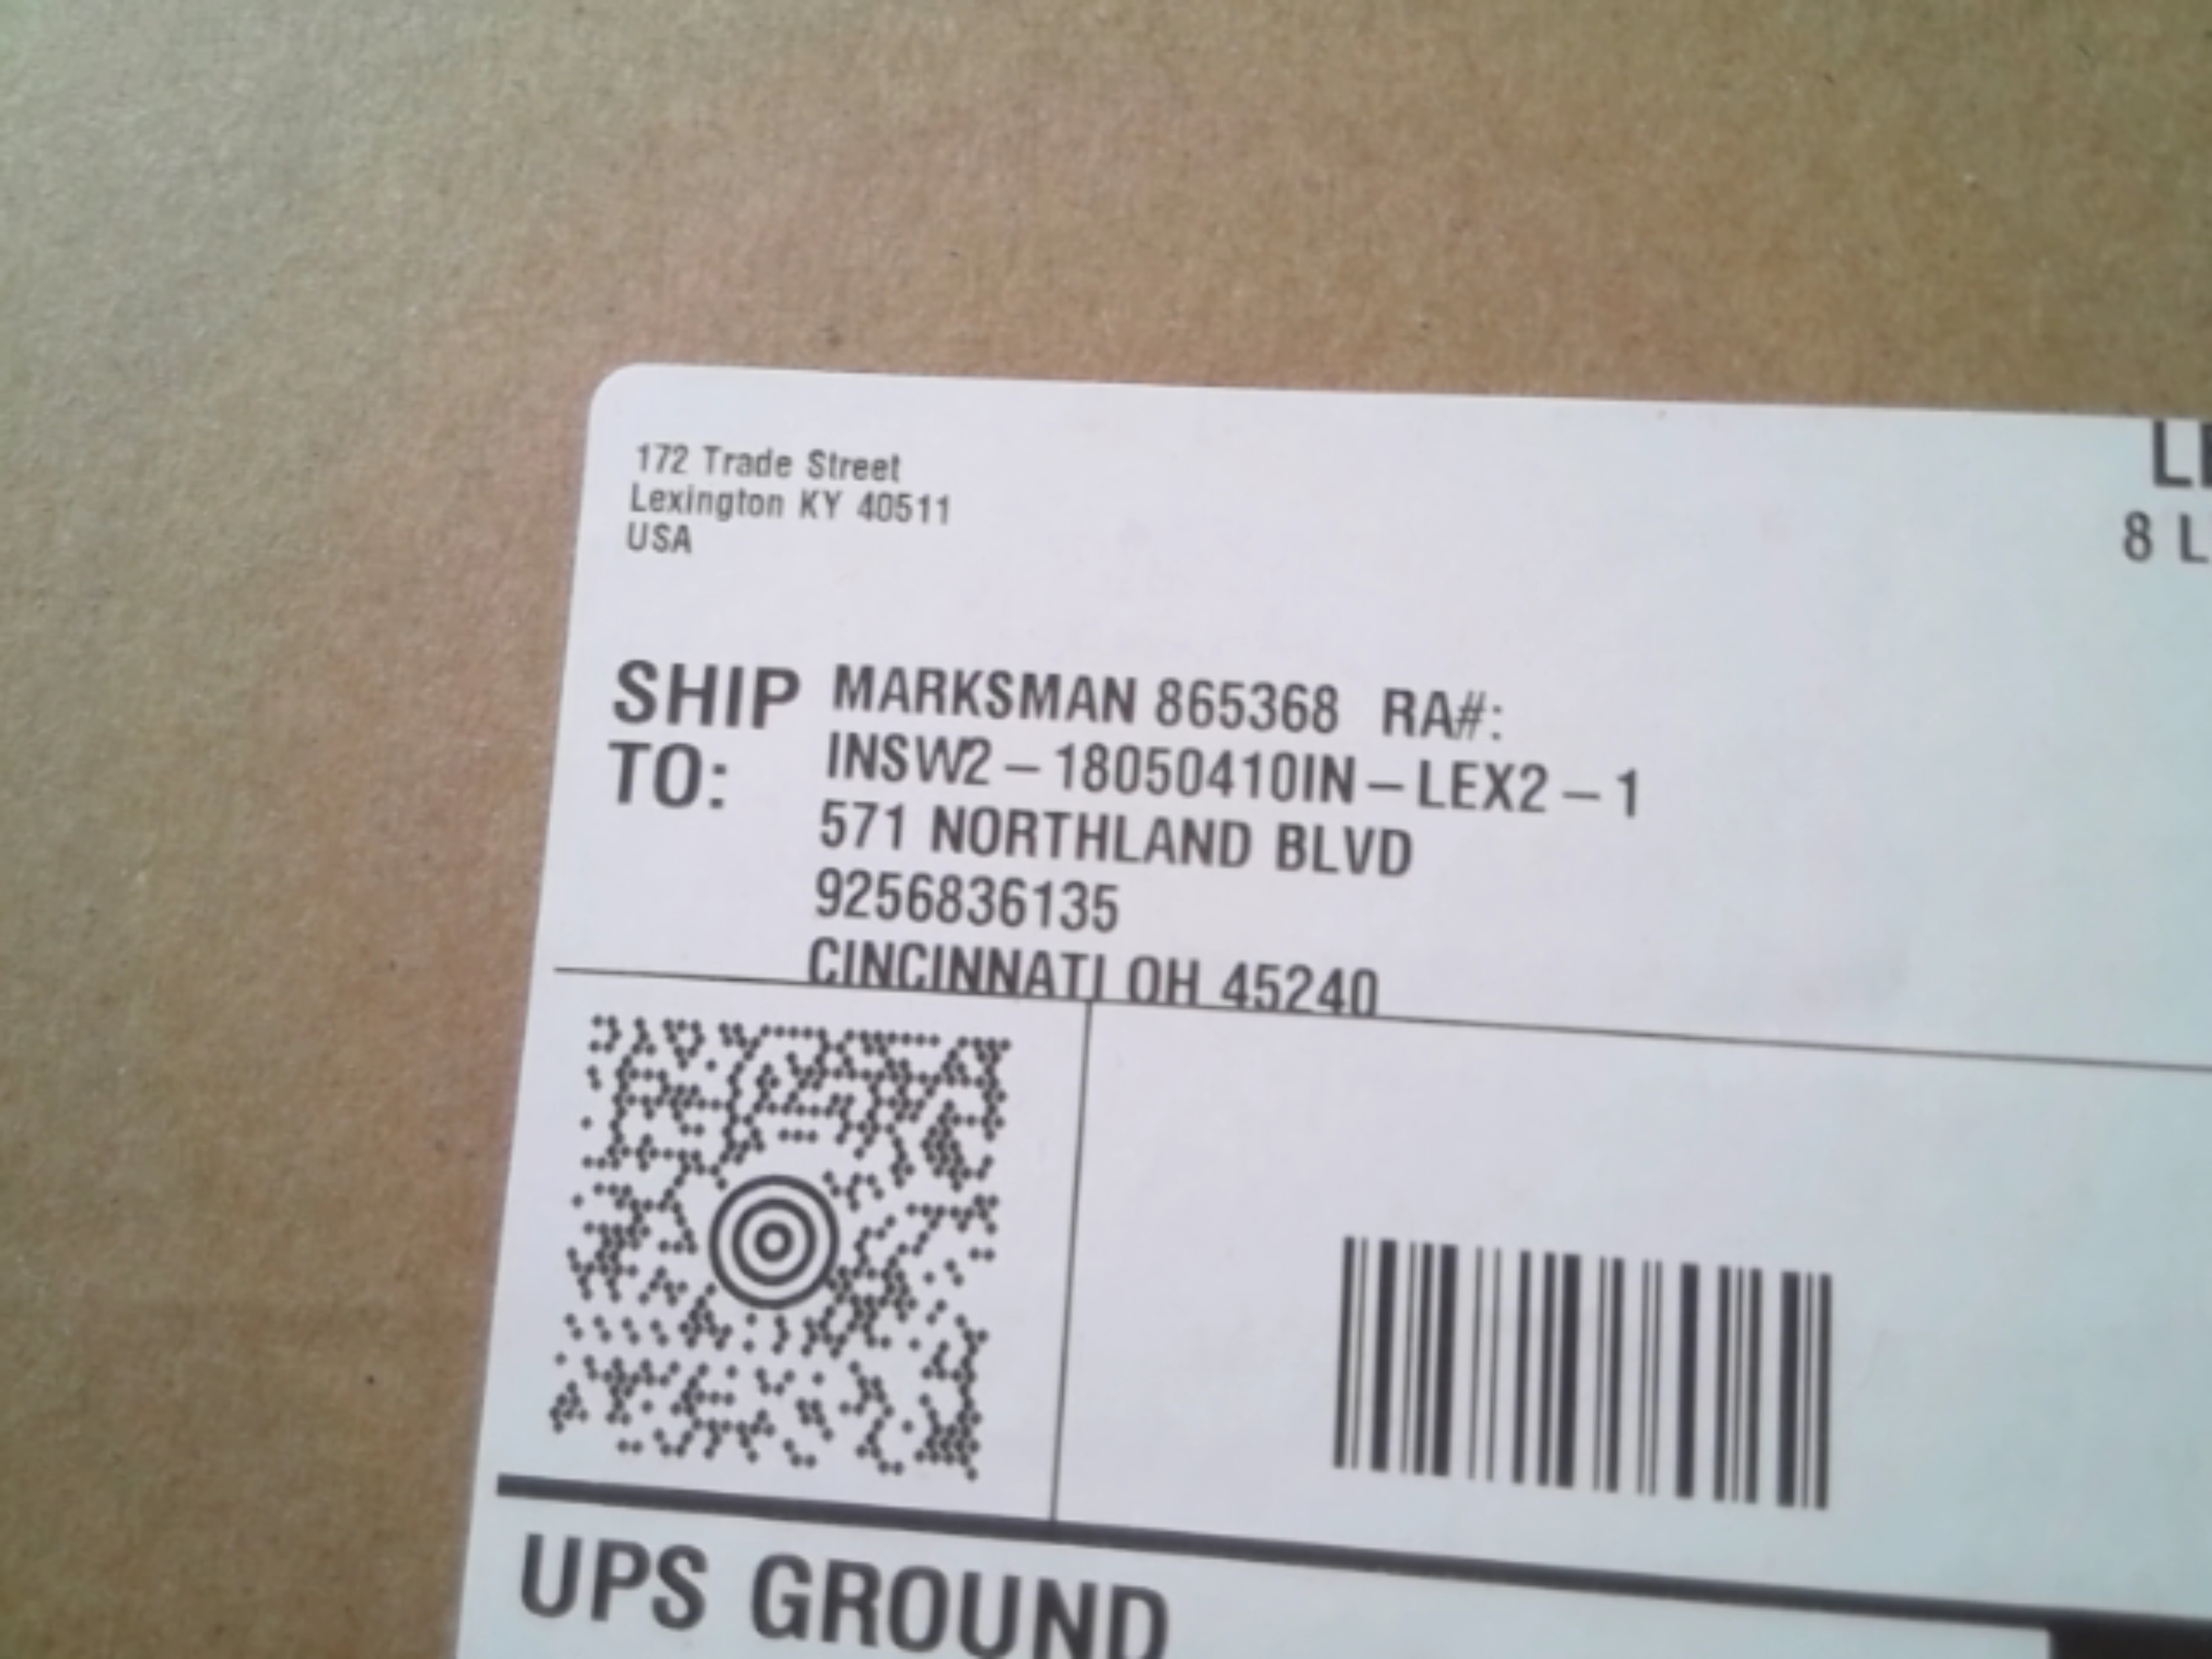 172 Trade Street
Lexington KY 40511
USA
8 L
SHIP TO:
MARKSMAN 865368 RA#:
INSW2-18050410IN-LEX2-1
571 NORTHLAND BLVD
9256836135
CINCINNATI OH 45240
UPS GROUND